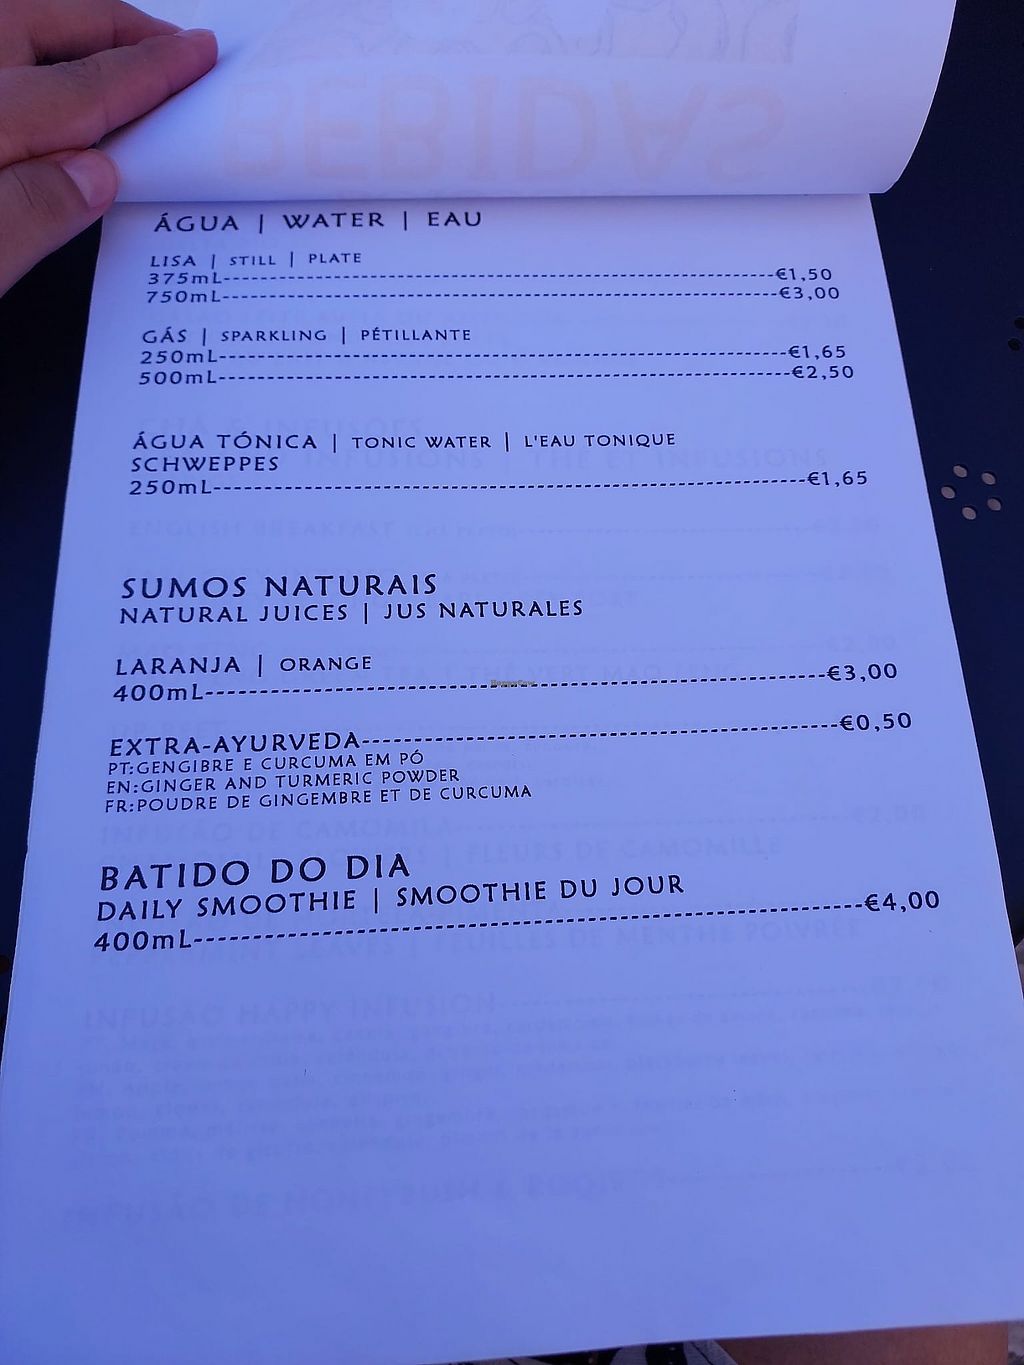 BEBIDAS
ÁGUA | WATER | EAU
LISA | STILL | PLATE
375mL----------€1,50
750mL----------€3,00
GÁS | SPARKLING | PÉTILLANTE
250mL----------€1,65
500mL----------€2,50
ÁGUA TÓNICA | TONIC WATER | L'EAU TONIQUE
SCHWEPPES
250mL----------€1,65
SUMOS NATURAIS
NATURAL JUICES | JUS NATURALES
LARANJA | ORANGE
400mL----------€3,00
EXTRA-AYURVEDA----------€0,50
PT:GENGIBRE E CURCUMA EM PÓ
EN:GINGER AND TURMERIC POWDER
FR:POUDRE DE GINGEMBRE ET DE CURCUMA
BATIDO DO DIA
DAILY SMOOTHIE | SMOOTHIE DU JOUR
400mL----------€4,00